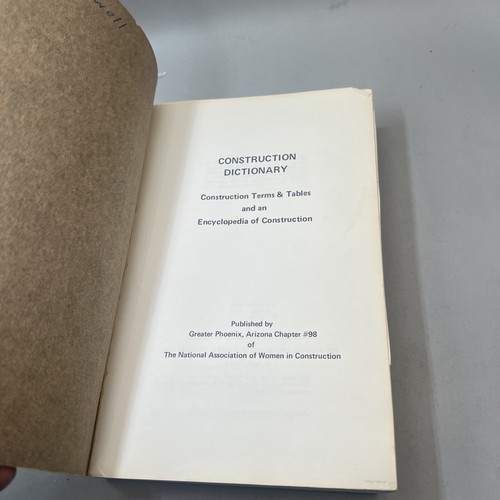 CONSTRUCTION
DICTIONARY
Construction Terms & Tables
and an
Encyclopedia of Construction
Published by
Greater Phoenix, Arizona Chapter #98
of
The National Association of Women in Construction